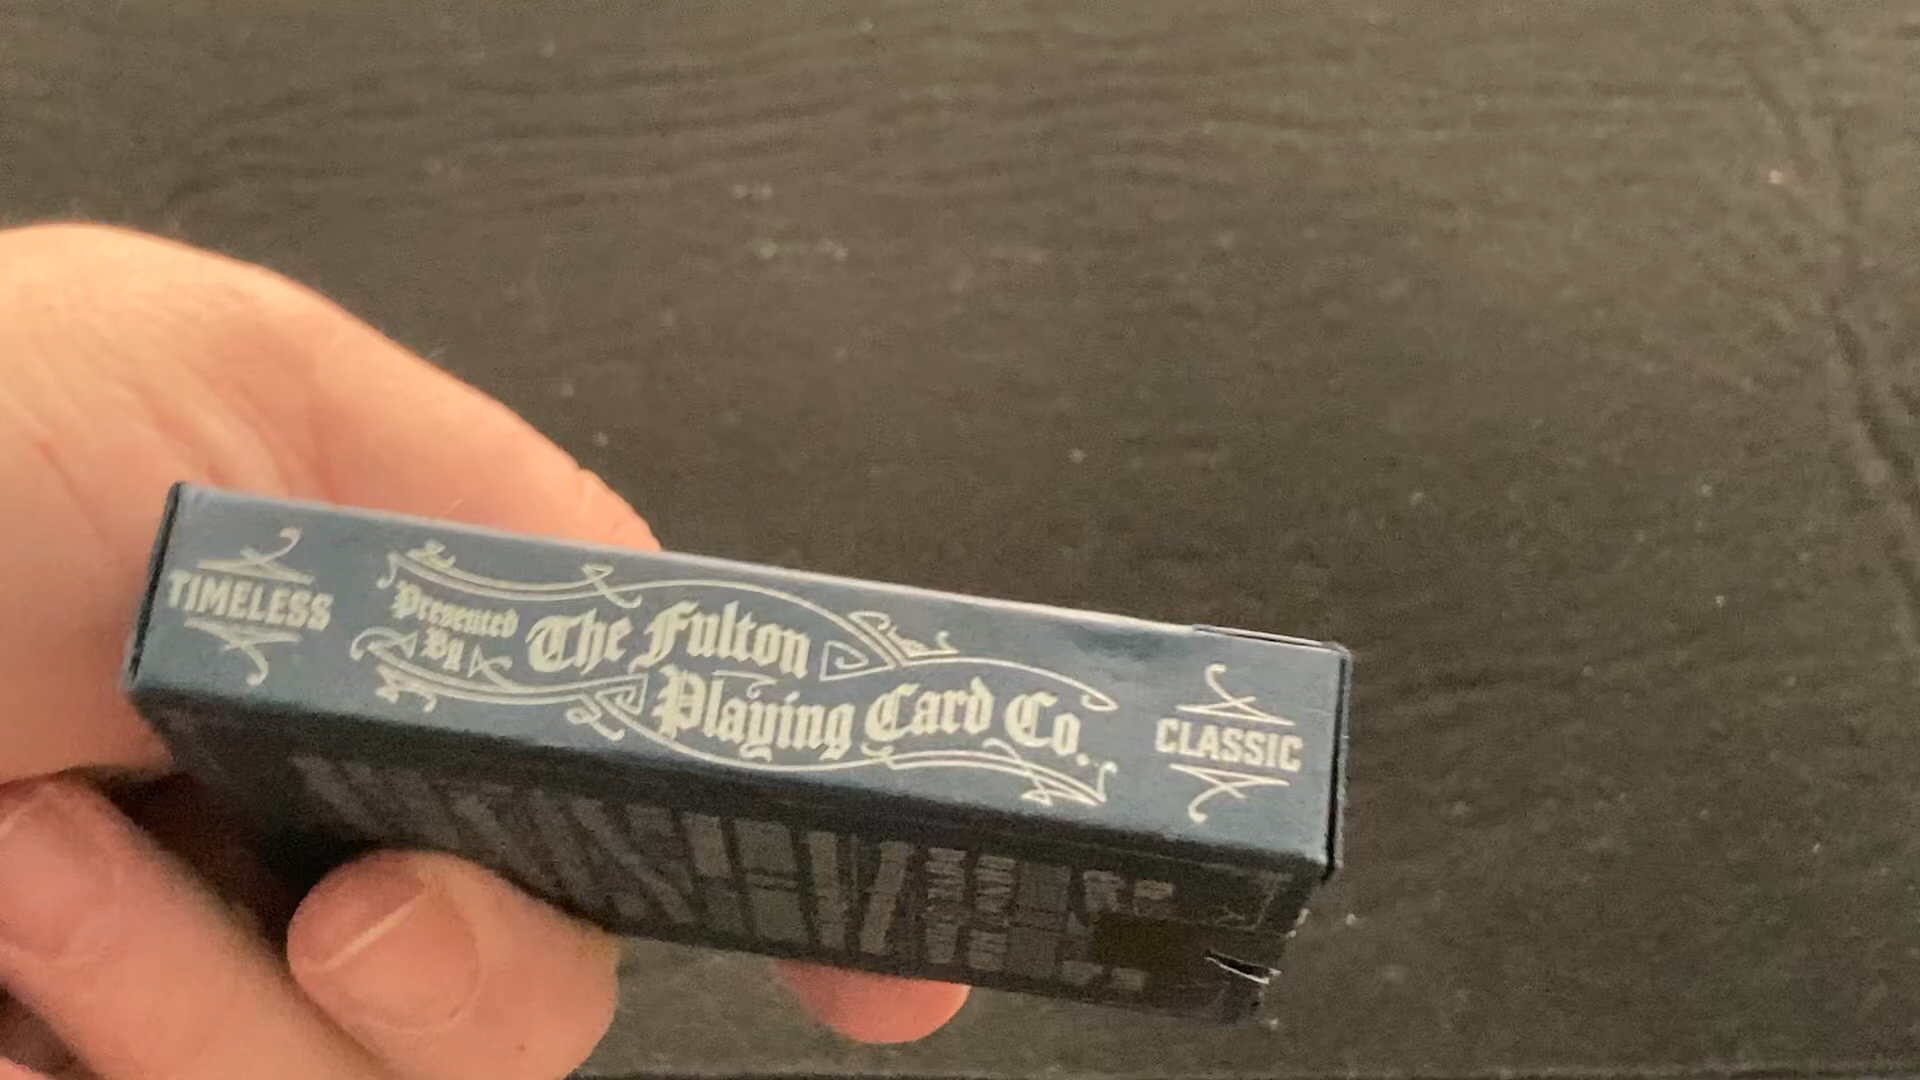 TIMELESS
Presented
By
The Fulton
Playing Card Co.
CLASSIC